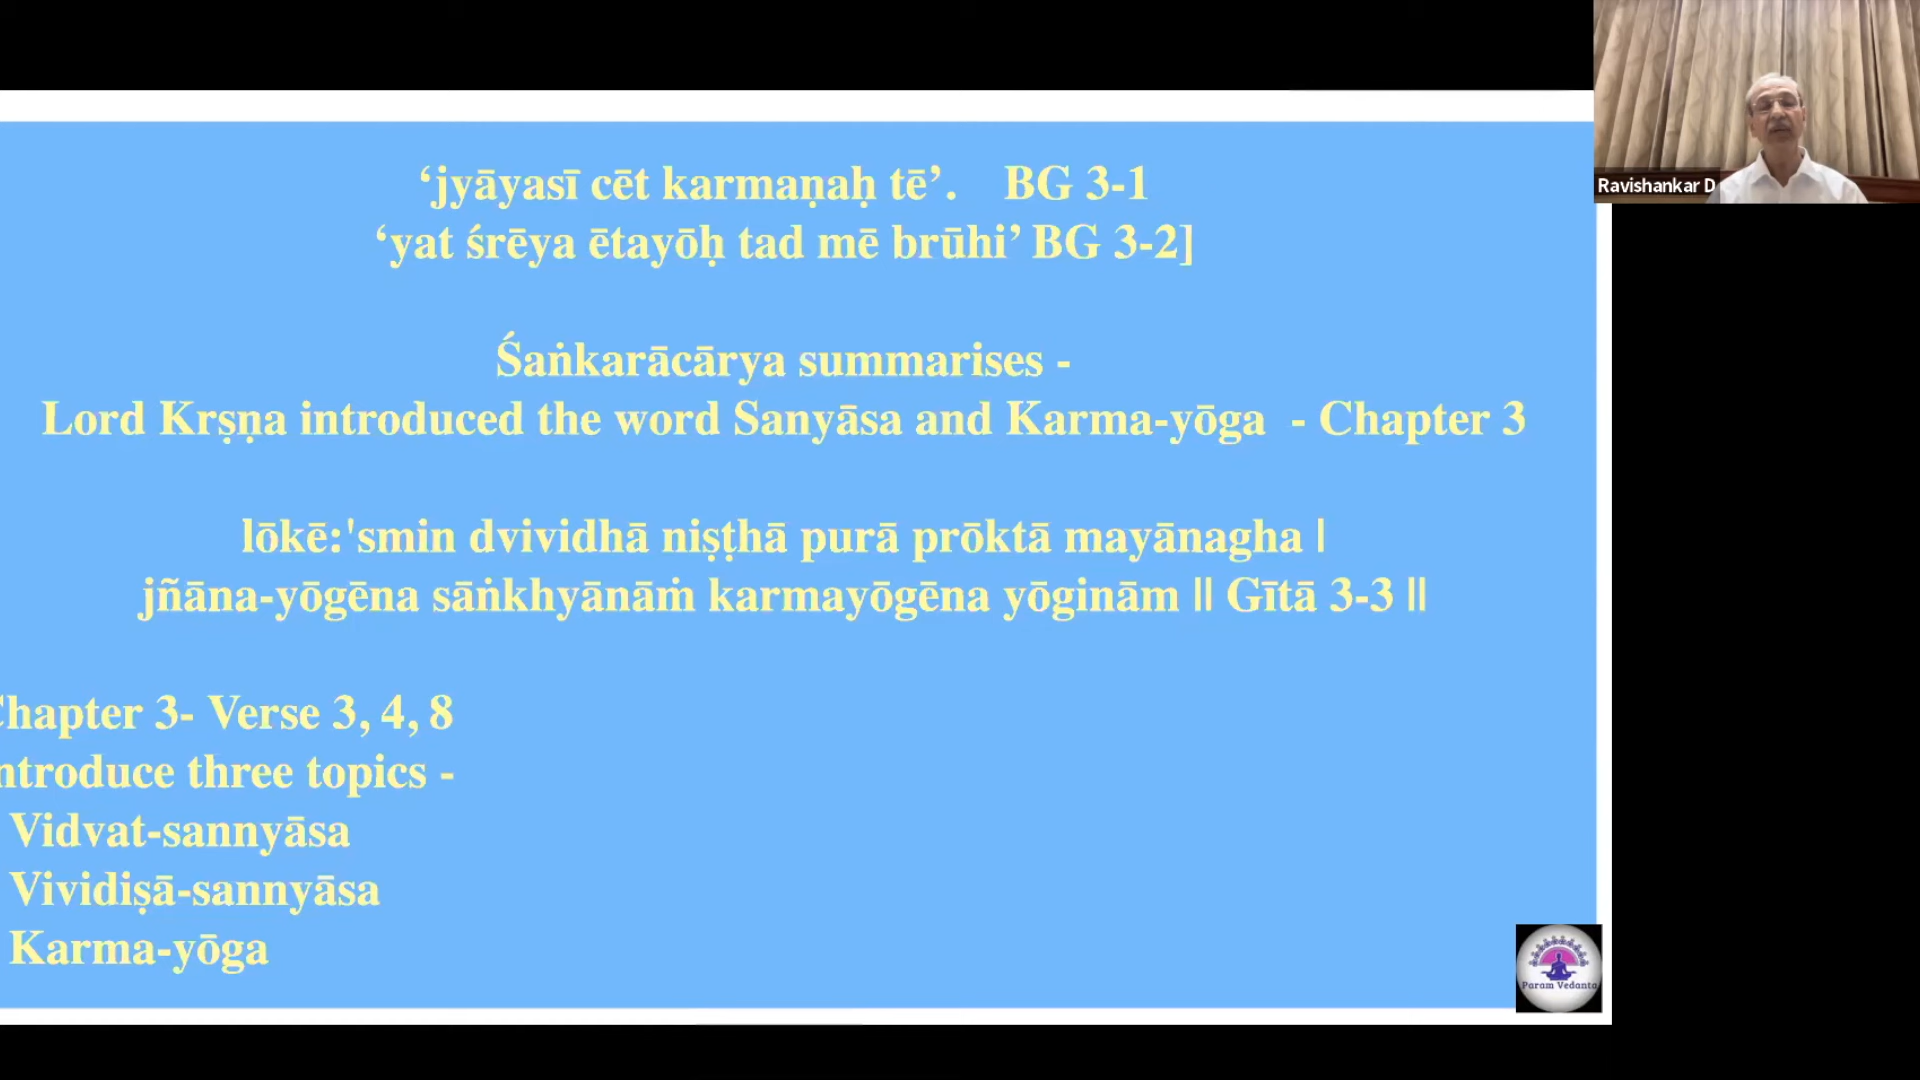 ‘jyāyasī cēt karmaṇaḥ tē’. BG 3-1
‘yat śrēya ētayōḥ tad mē brūhi’ BG 3-2]
Śaṅkarācārya summarises -
Lord Krṣṇa introduced the word Sanyāsa and Karma-yōga - Chapter 3
lōkē:'smin dvividhā niṣṭhā purā prōktā mayānagha |
jñāna-yōgēna sāṅkhyānāṁ karmayōgēna yōginām || Gītā 3-3 ||
hapter 3- Verse 3, 4, 8
ntroduce three topics -
Vidvat-sannyāsa
Vividiṣā-sannyāsa
Karma-yōga
Ravishankar D
Param Vedanta